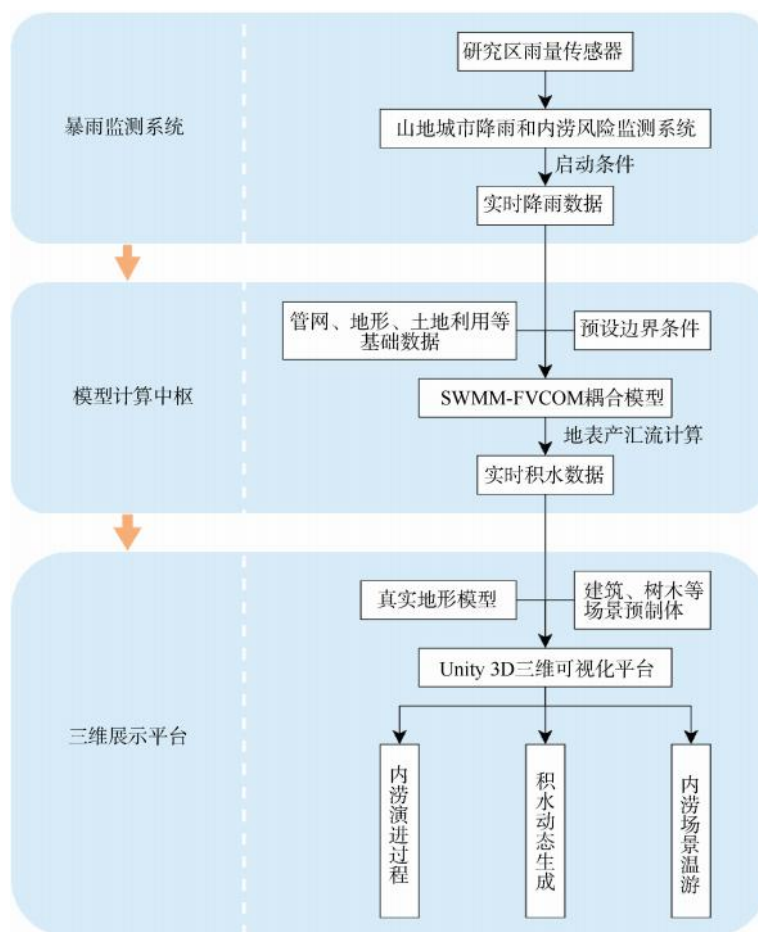 研究区雨量传感器
暴雨监测系统
山地城市降雨和内涝风险监测系统
启动条件
实时降雨数据
管网、地形、土地利用等
基础数据
预设边界条件
模型计算中枢
SWMM-FVCOM耦合模型
地表产汇流计算
实时积水数据
真实地形模型
建筑、树木等
场景预制体
Unity 3D三维可视化平台
三维展示平台
内涝演进过程
积水动态生成
内涝场景温游